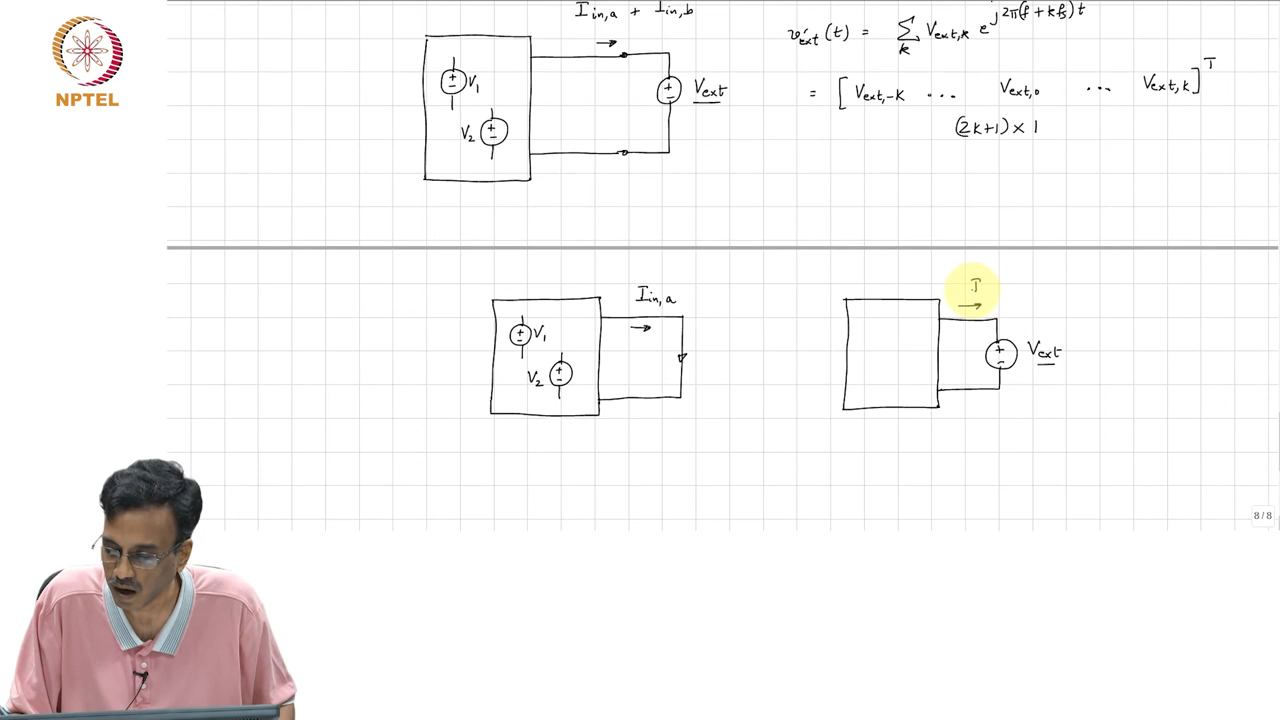 I_in,a + I_in,b
v_ext(t) = Σ_k V_ext,k e^j2π(f + kf_s)t
= [V_ext,-K ... V_ext,0 ... V_ext,K]^T
(2K+1) × 1
V_1
V_2
V_ext
I_in,a
I
V_1
V_2
V_ext
NPTEL
8 / 8